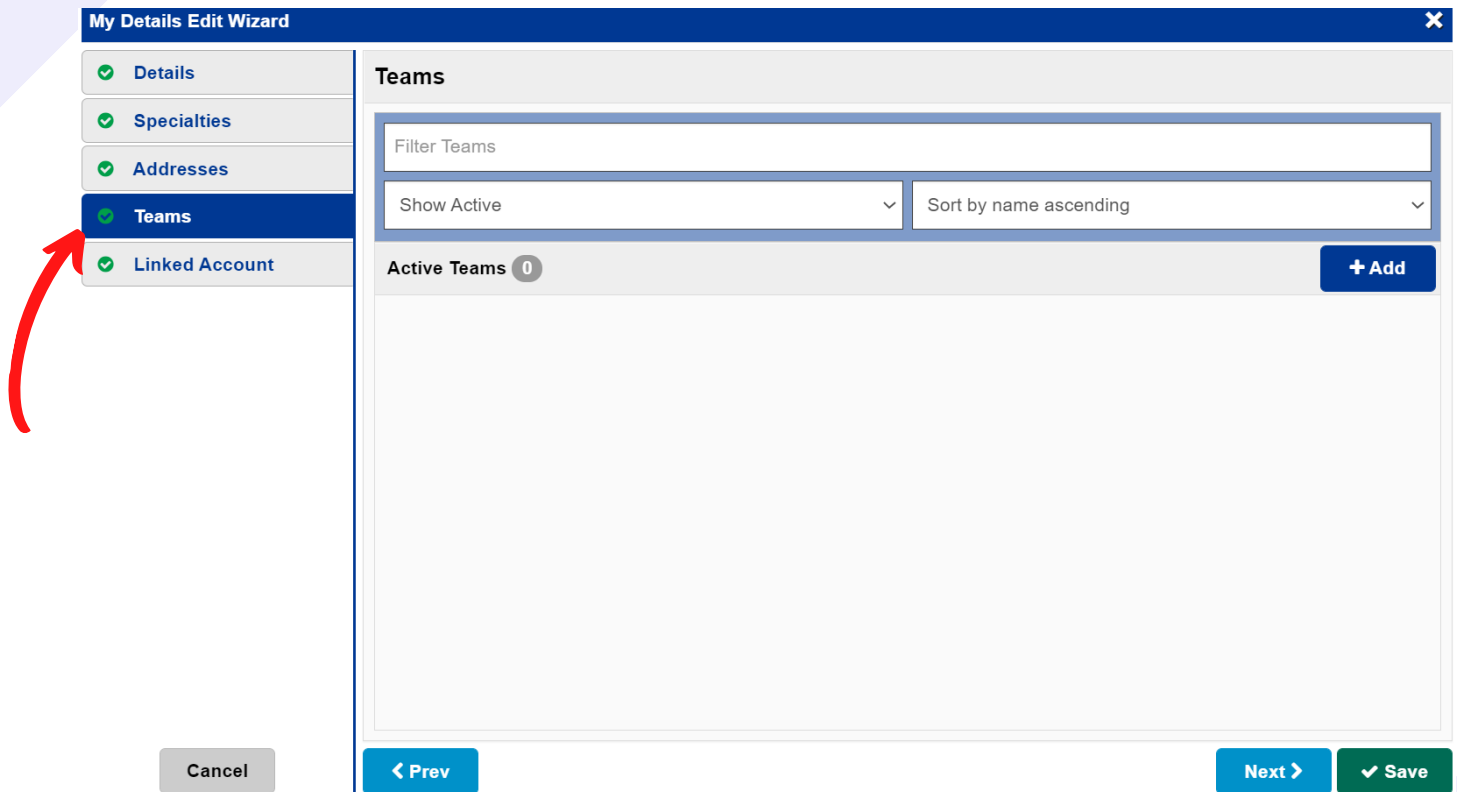 My Details Edit Wizard
Details
Specialties
Addresses
Teams
Linked Account
Cancel
Teams
Filter Teams
Show Active
Sort by name ascending
Active Teams 0
+ Add
Prev
Next
Save